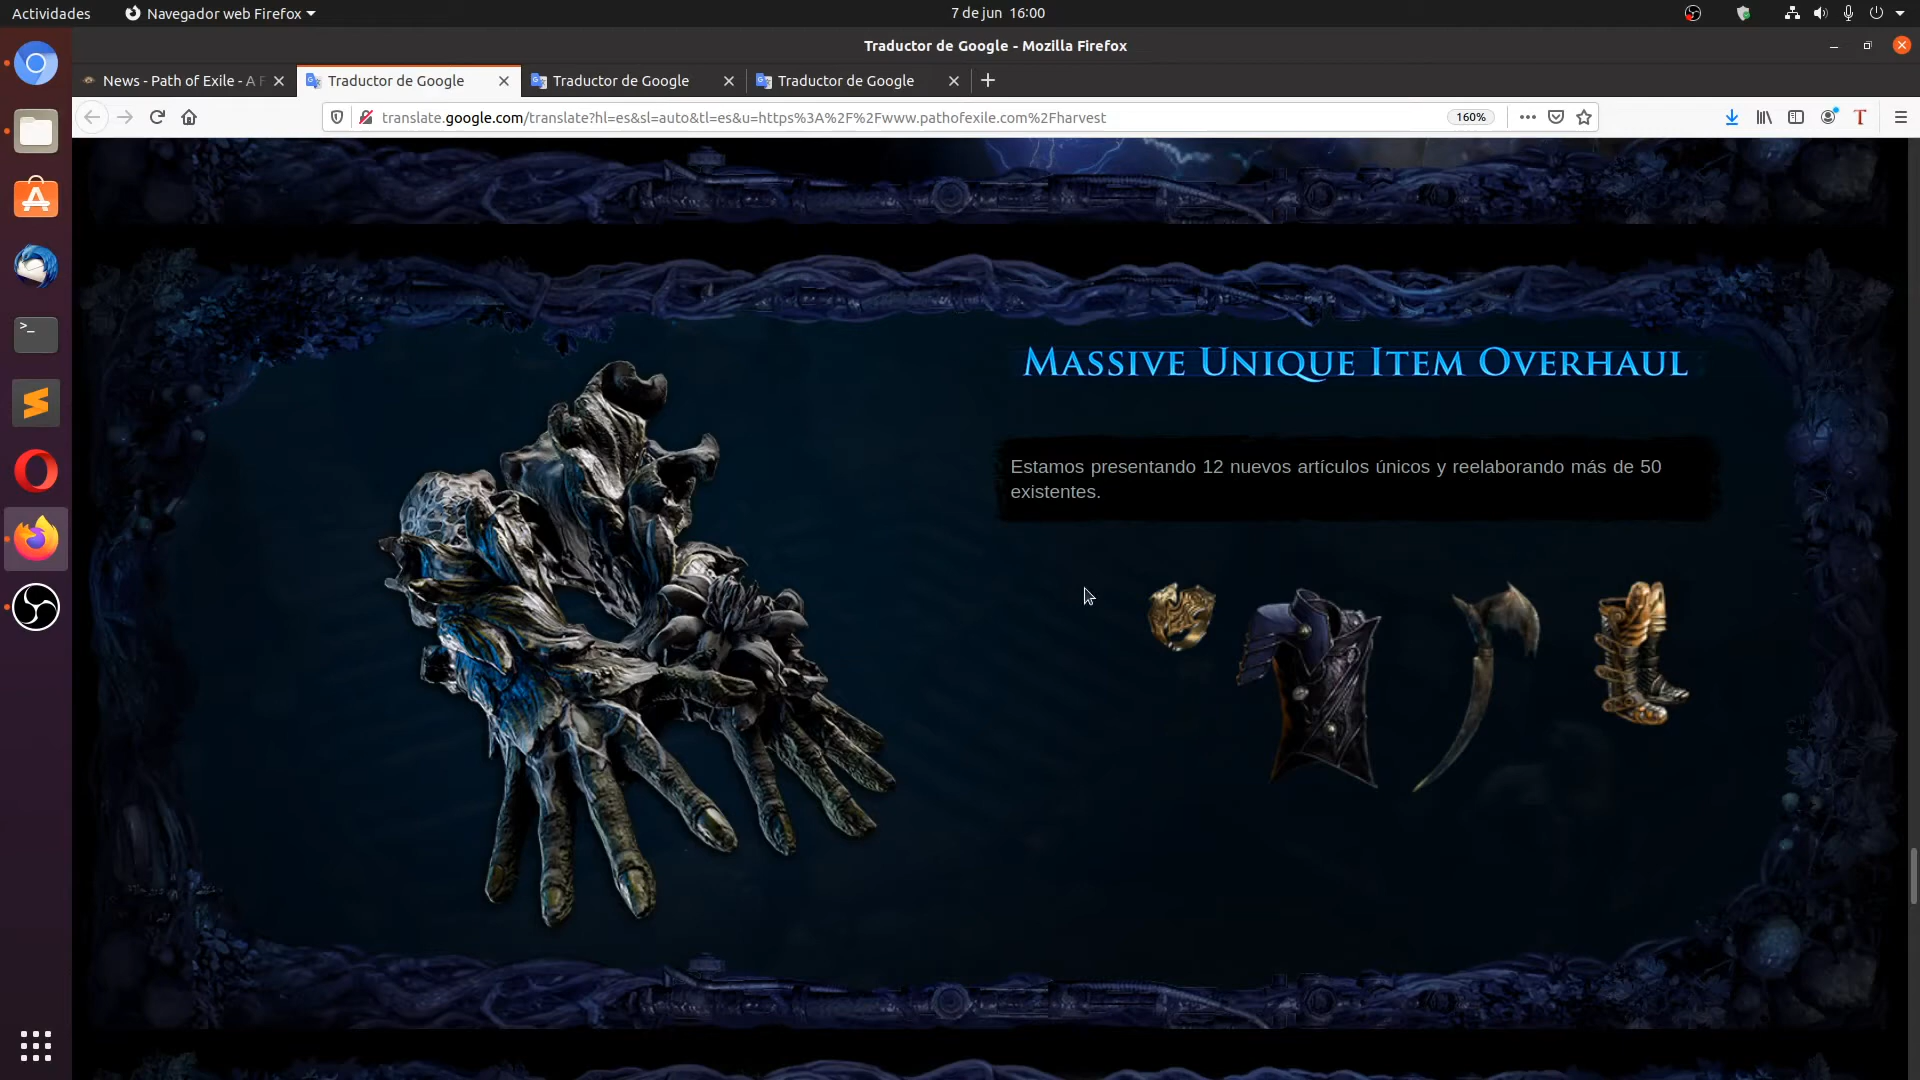 Actividades
Navegador web Firefox
7 de jun 16:00
Traductor de Google - Mozilla Firefox
News - Path of Exile - A F
Traductor de Google
Traductor de Google
Traductor de Google
translate.google.com/translate?hl=es&sl=auto&tl=es&u=https%3A%2F%2Fwww.pathofexile.com%2Fharvest
160%
Massive Unique Item Overhaul
Estamos presentando 12 nuevos artículos únicos y reelaborando más de 50
existentes.